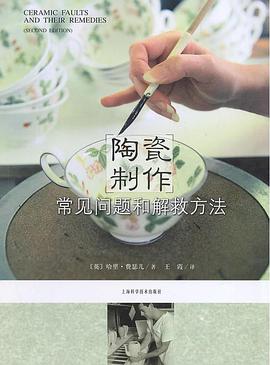 CERAMIC FAULTS
AND THEIR REMEDIES
(SECOND EDITION)
陶瓷
制作
常见问题和解救方法
〔英〕哈里·费瑟儿／著　王霞／译
上海科学技术出版社